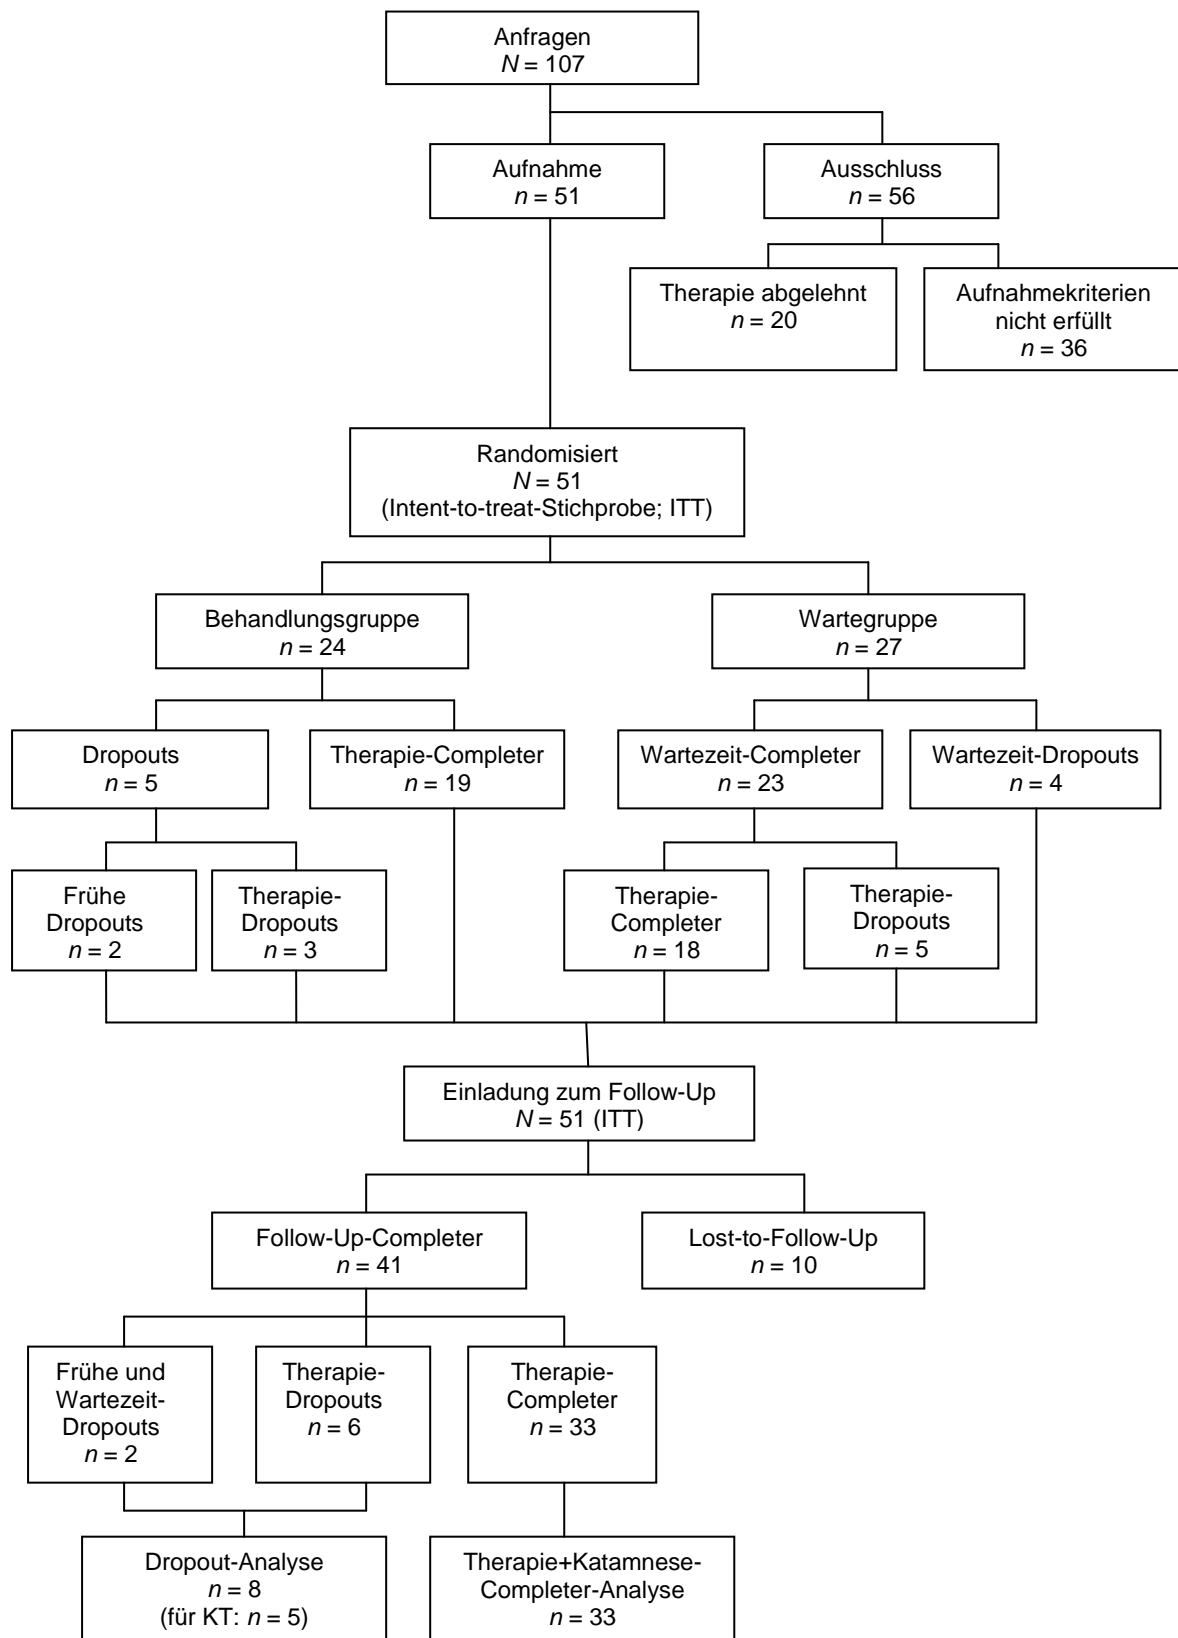 Anfragen
N = 107
Aufnahme
n = 51
Ausschluss
n = 56
Therapie abgelehnt
n = 20
Aufnahmekriterien
nicht erfüllt
n = 36
Randomisiert
N = 51
(Intent-to-treat-Stichprobe; ITT)
Behandlungsgruppe
n = 24
Wartegruppe
n = 27
Dropouts
n = 5
Therapie-Completer
n = 19
Wartezeit-Completer
n = 23
Wartezeit-Dropouts
n = 4
Frühe
Dropouts
n = 2
Therapie-
Dropouts
n = 3
Therapie-
Completer
n = 18
Therapie-
Dropouts
n = 5
Einladung zum Follow-Up
N = 51 (ITT)
Follow-Up-Completer
n = 41
Lost-to-Follow-Up
n = 10
Frühe und
Wartezeit-
Dropouts
n = 2
Therapie-
Dropouts
n = 6
Therapie-
Completer
n = 33
Dropout-Analyse
n = 8
(für KT: n = 5)
Therapie+Katamnese-
Completer-Analyse
n = 33